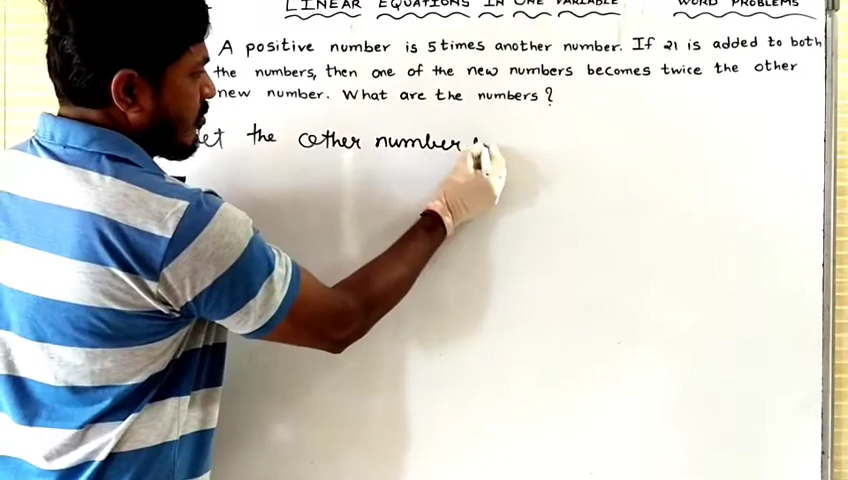 LINEAR EQUATIONS IN ONE VARIABLE WORD PROBLEMS
A positive number is 5 times another number. If 21 is added to both
the numbers, then one of the new numbers becomes twice the other
new number. What are the numbers ?
Let the other number